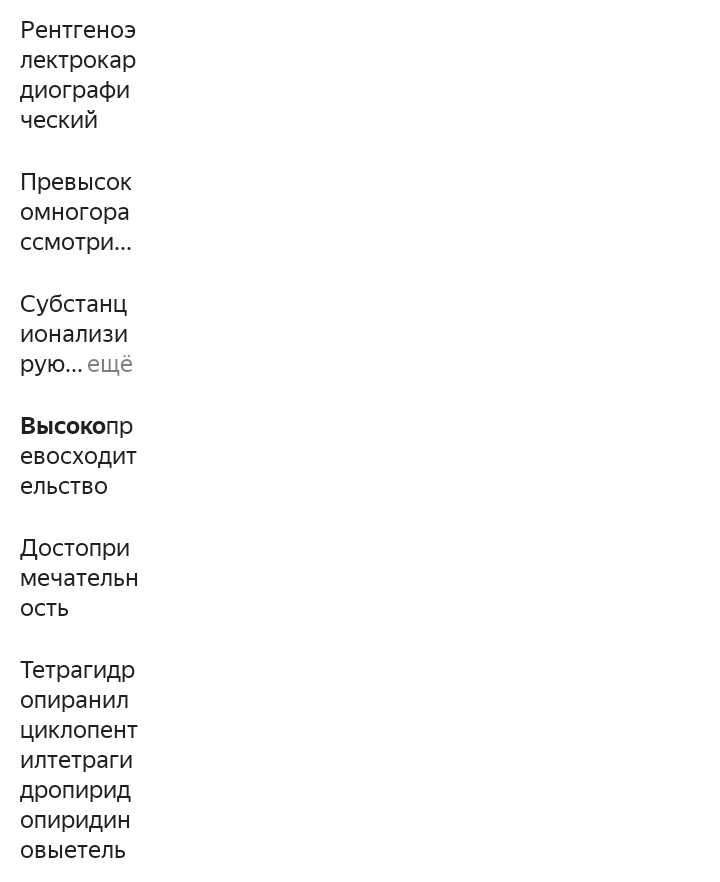 Рентгеноэ
лектрокар
диографи
ческий
Превысок
омногора
ссмотри...
Субстанц
ионализи
рую... ещё
Высокопр
евосходит
ельство
Достопри
мечательн
ость
Тетрагидр
опиранил
циклопент
илтетраги
дропирид
опиридин
овыетель